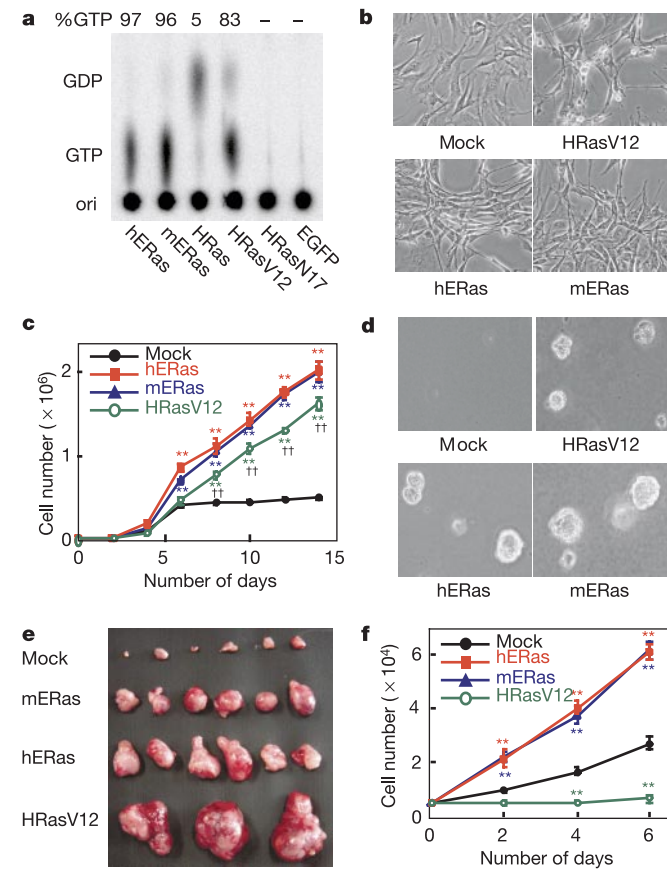 a
%GTP 97 96 5 83 – –
GDP
GTP
ori
hERas
mERas
HRas
HRasV12
HRasN17
EGFP
b
Mock
HRasV12
hERas
mERas
c
Mock
hERas
mERas
HRasV12
Cell number (× 10⁶)
2
1
0
** ** ** ** **
** ** ** ** **
** ** ** **
†† †† †† ††
0 5 10 15
Number of days
d
Mock
HRasV12
hERas
mERas
e
Mock
mERas
hERas
HRasV12
f
Mock
hERas
mERas
HRasV12
Cell number (× 10⁴)
6
4
2
** ** **
** ** **
** **
0 2 4 6
Number of days